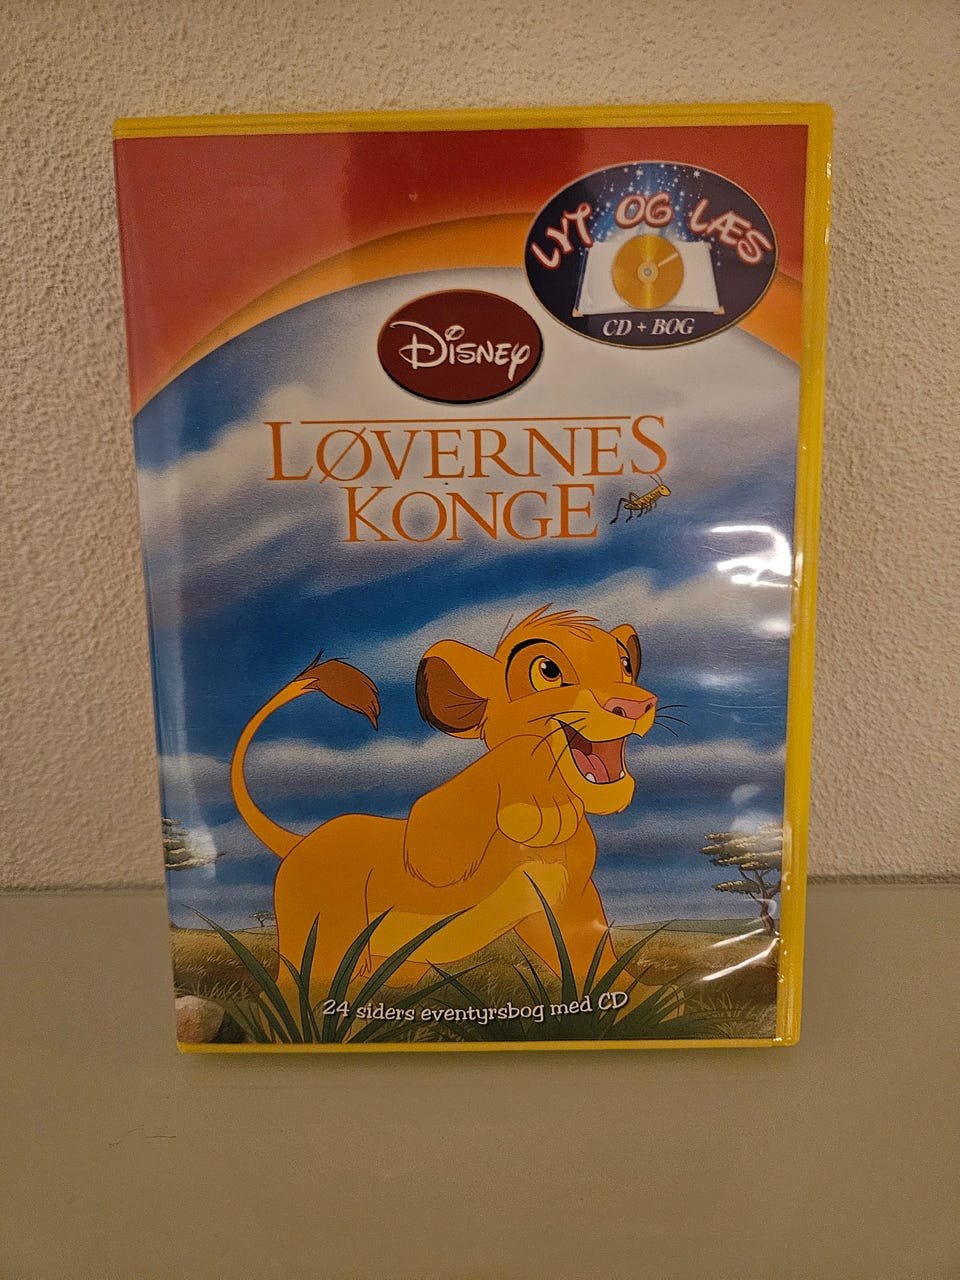 LYT OG LÆS
CD + BOG
DISNEY
LØVERNES
KONGE
24 siders eventyrsbog med CD